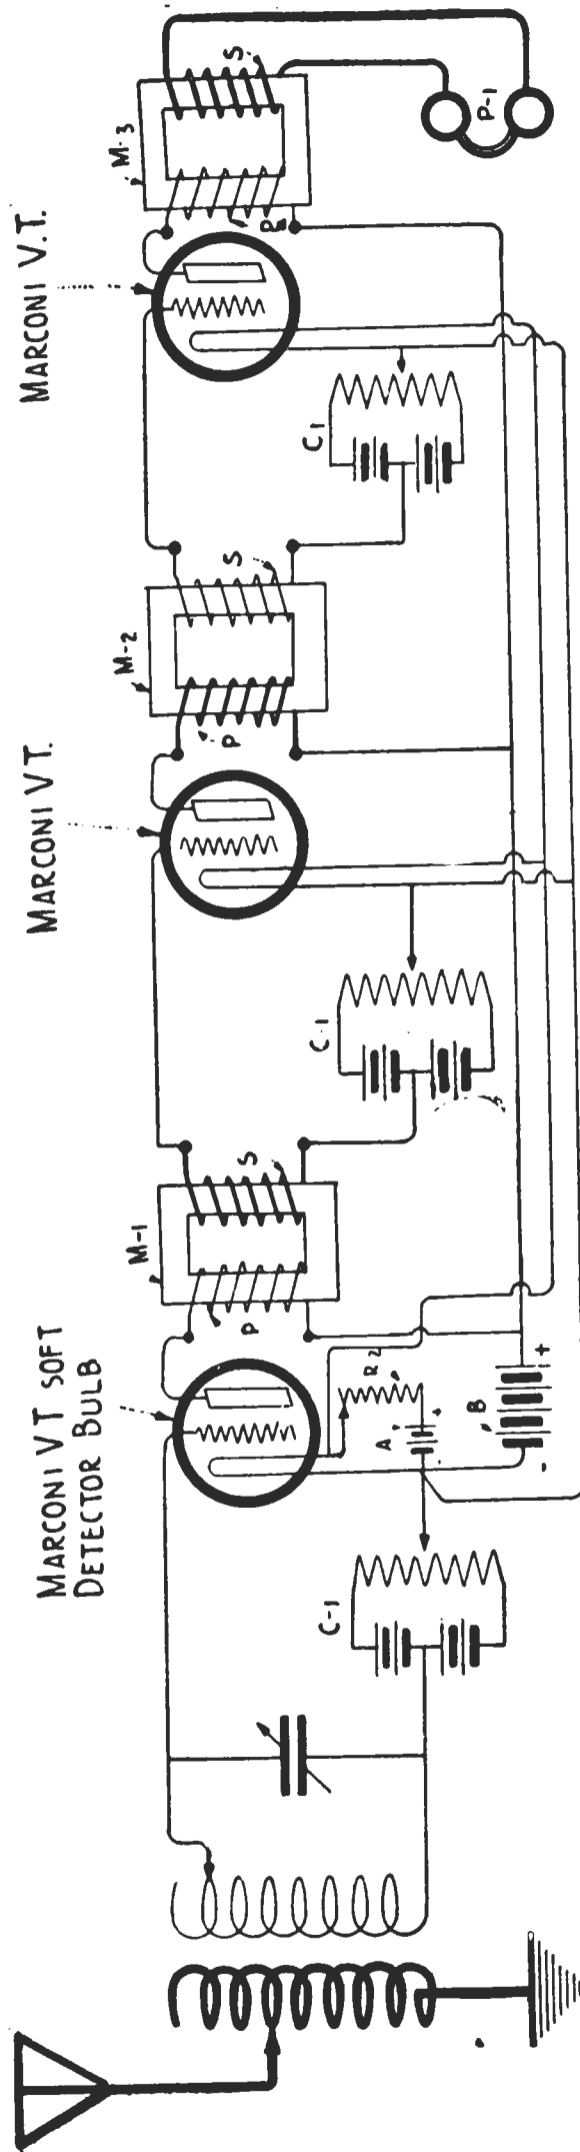 MARCONI V T SOFT
DETECTOR BULB
MARCONI V.T.
MARCONI V.T.
M-1
M-2
M-3
P
S
P
S
P
S
C-1
C-1
C1
R2
A
B
+
-
P-1